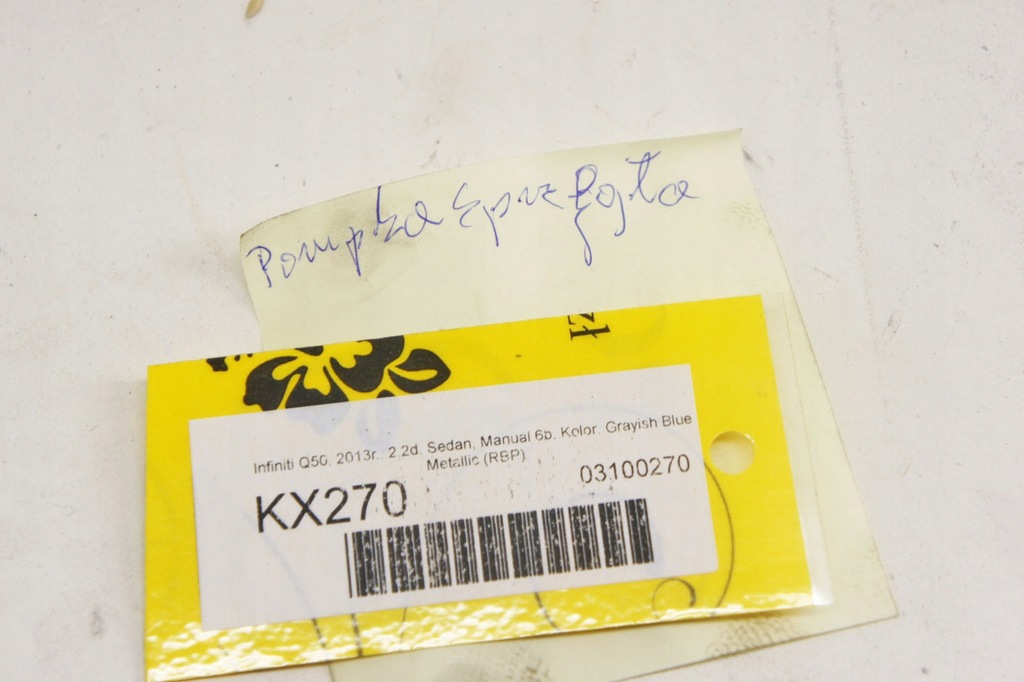 Pompka sprzęgła
Infiniti Q50, 2013r., 2.2d, Sedan, Manual 6b, Kolor: Grayish Blue
Metallic (RBP)
03100270
KX270